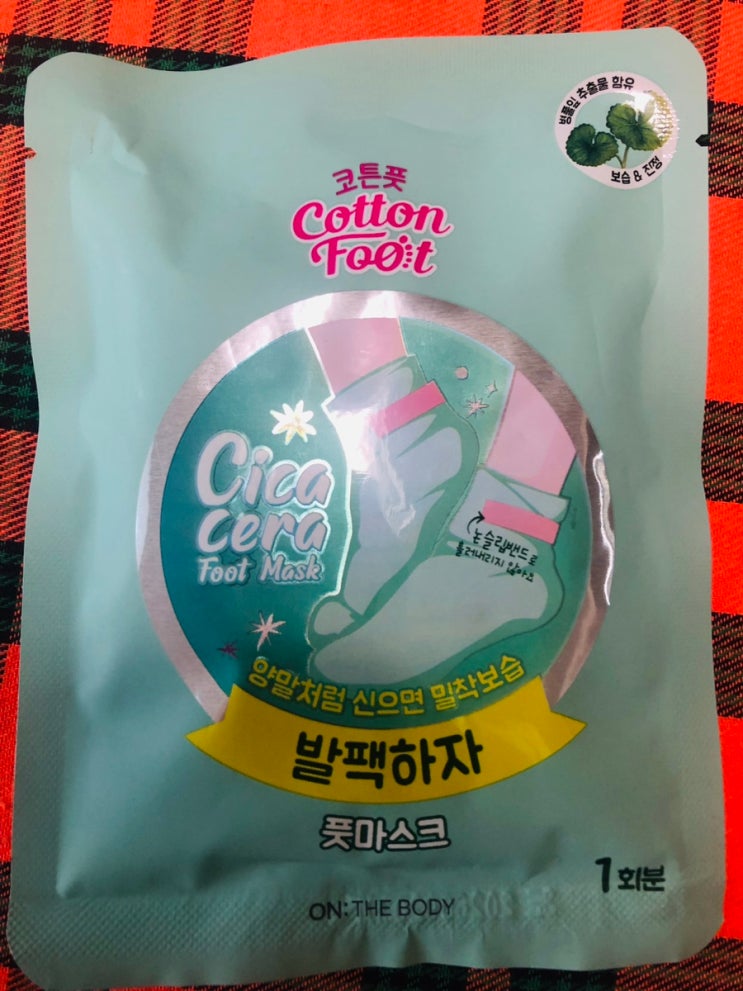 병풀잎 추출물 함유
보습 & 진정
코튼풋
Cotton
Foot
Cica
cera
Foot Mask
논슬립밴드로
흘러내리지 않아요
양말처럼 신으면 밀착보습
발팩하자
풋마스크
1회분
ON: THE BODY